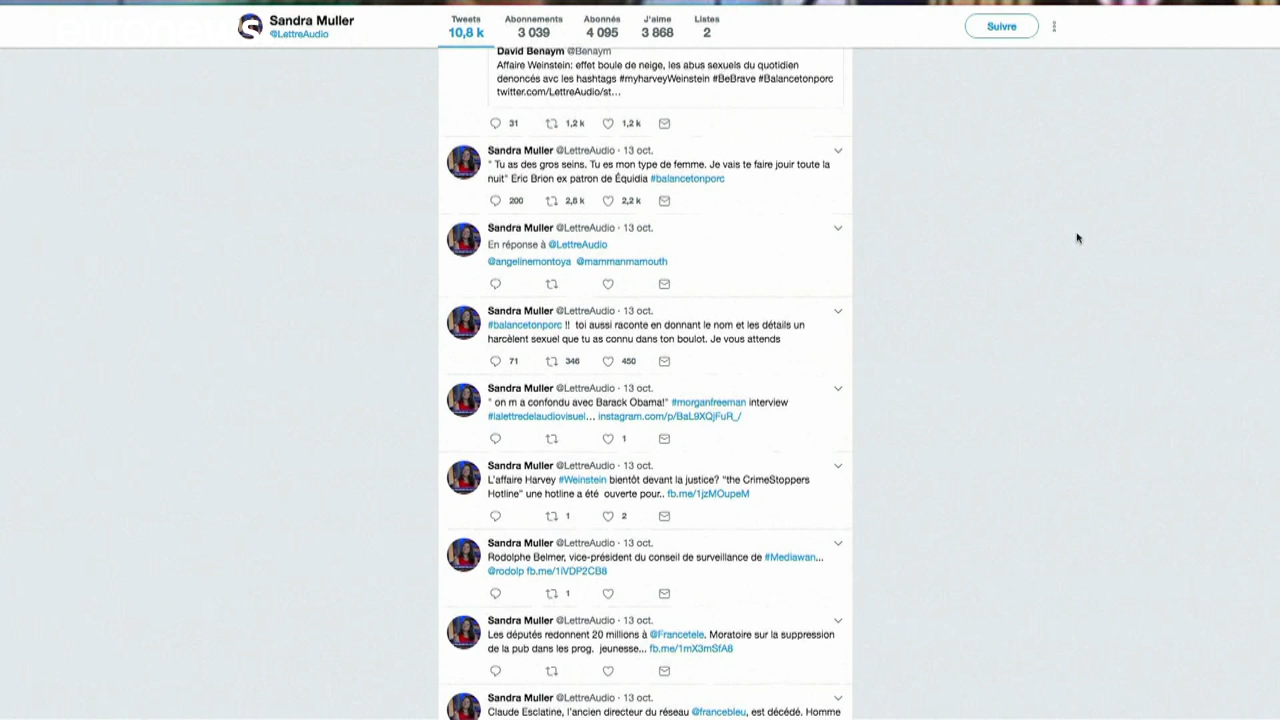 Sandra Muller
@LettreAudio
Tweets
10,8 k
Abonnements
3 039
Abonnés
4 095
J'aime
3 868
Listes
2
Suivre
David Benaym @Benaym
Affaire Weinstein: effet boule de neige, les abus sexuels du quotidien
denoncés avc les hashtags #myharveyWeinstein #BeBrave #Balancetonporc
twitter.com/LettreAudio/st...
31 1,2 k 1,2 k
Sandra Muller @LettreAudio · 13 oct.
" Tu as des gros seins. Tu es mon type de femme. Je vais te faire jouir toute la
nuit" Eric Brion ex patron de Équidia #balancetonporc
200 2,8 k 2,2 k
Sandra Muller @LettreAudio · 13 oct.
En réponse à @LettreAudio
@angelinemontoya @mammanmamouth
Sandra Muller @LettreAudio · 13 oct.
#balancetonporc !! toi aussi raconte en donnant le nom et les détails un
harcèlent sexuel que tu as connu dans ton boulot. Je vous attends
71 346 450
Sandra Muller @LettreAudio · 13 oct.
" on m a confondu avec Barack Obama!" #morganfreeman interview
#lalettredelaudiovisuel... instagram.com/p/BaL9XQjFuR_/
1
Sandra Muller @LettreAudio · 13 oct.
L'affaire Harvey #Weinstein bientôt devant la justice? "the CrimeStoppers
Hotline" une hotline a été ouverte pour.. fb.me/1jzMOupeM
1 2
Sandra Muller @LettreAudio · 13 oct.
Rodolphe Belmer, vice-président du conseil de surveillance de #Mediawan...
@rodolp fb.me/1iVDP2CB8
1
Sandra Muller @LettreAudio · 13 oct.
Les députés redonnent 20 millions à @Francetele. Moratoire sur la suppression
de la pub dans les prog. jeunesse... fb.me/1mX3mSfA8
Sandra Muller @LettreAudio · 13 oct.
Claude Esclatine, l'ancien directeur du réseau @francebleu, est décédé. Homme